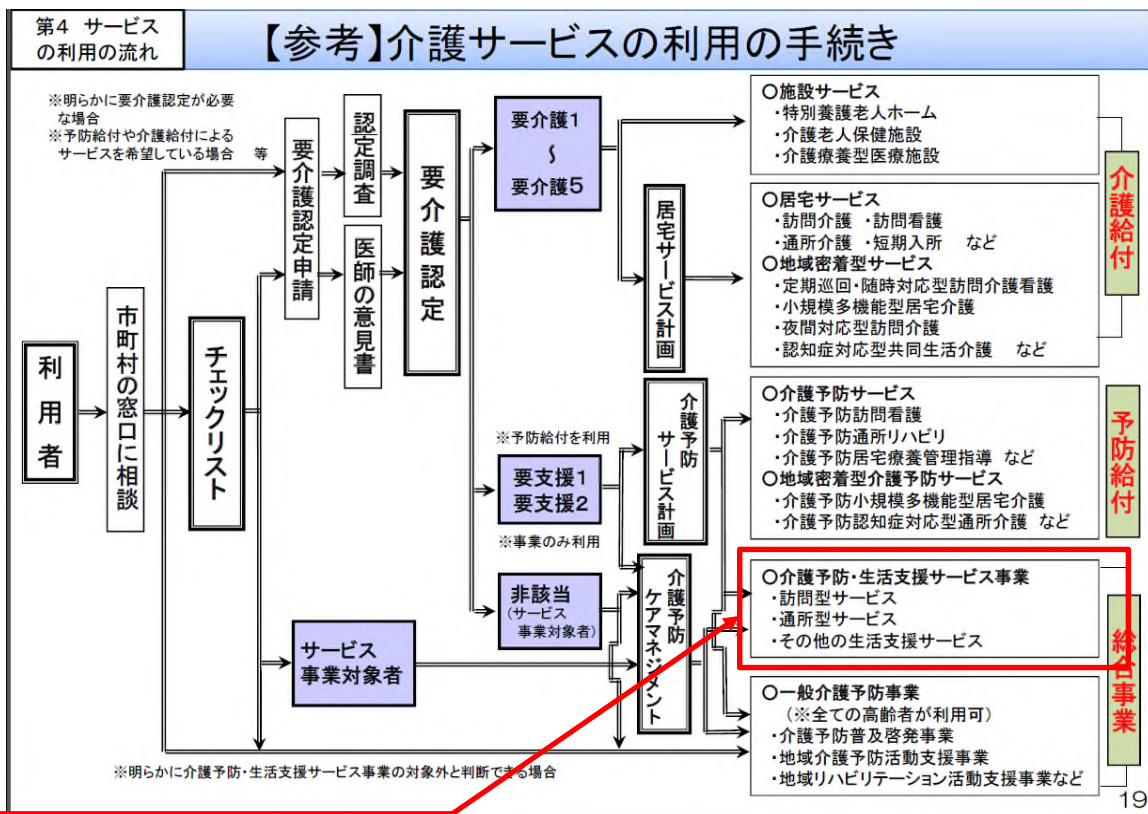 第4 サービス
の利用の流れ
【参考】介護サービスの利用の手続き
※明らかに要介護認定が必要
な場合
※予防給付や介護給付による
サービスを希望している場合 等
利用者
市町村の窓口に相談
チェックリスト
要介護認定申請
認定調査
医師の意見書
要介護認定
要介護1
〜
要介護5
※予防給付を利用
要支援1
要支援2
※事業のみ利用
非該当
(サービス
事業対象者)
サービス
事業対象者
居宅サービス計画
介護予防
サービス計画
介護予防
ケアマネジメント
○施設サービス
・特別養護老人ホーム
・介護老人保健施設
・介護療養型医療施設
○居宅サービス
・訪問介護 ・訪問看護
・通所介護 ・短期入所 など
○地域密着型サービス
・定期巡回・随時対応型訪問介護看護
・小規模多機能型居宅介護
・夜間対応型訪問介護
・認知症対応型共同生活介護 など
介護給付
○介護予防サービス
・介護予防訪問看護
・介護予防通所リハビリ
・介護予防居宅療養管理指導 など
○地域密着型介護予防サービス
・介護予防小規模多機能型居宅介護
・介護予防認知症対応型通所介護 など
予防給付
○介護予防・生活支援サービス事業
・訪問型サービス
・通所型サービス
・その他の生活支援サービス
○一般介護予防事業
(※全ての高齢者が利用可)
・介護予防普及啓発事業
・地域介護予防活動支援事業
・地域リハビリテーション活動支援事業など
総合事業
※明らかに介護予防・生活支援サービス事業の対象外と判断できる場合
19